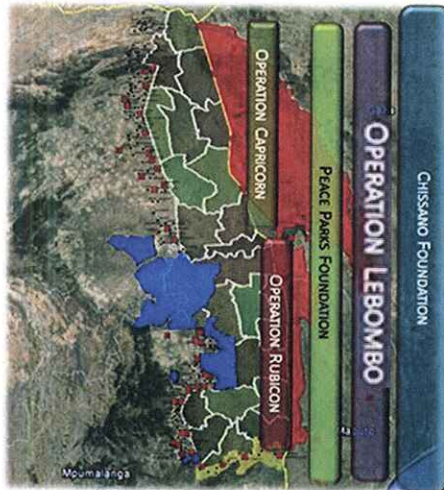 CHISSANO FOUNDATION
OPERATION LEBOMBO
PEACE PARKS FOUNDATION
OPERATION CAPRICORN
OPERATION RUBICON
Mpumalanga